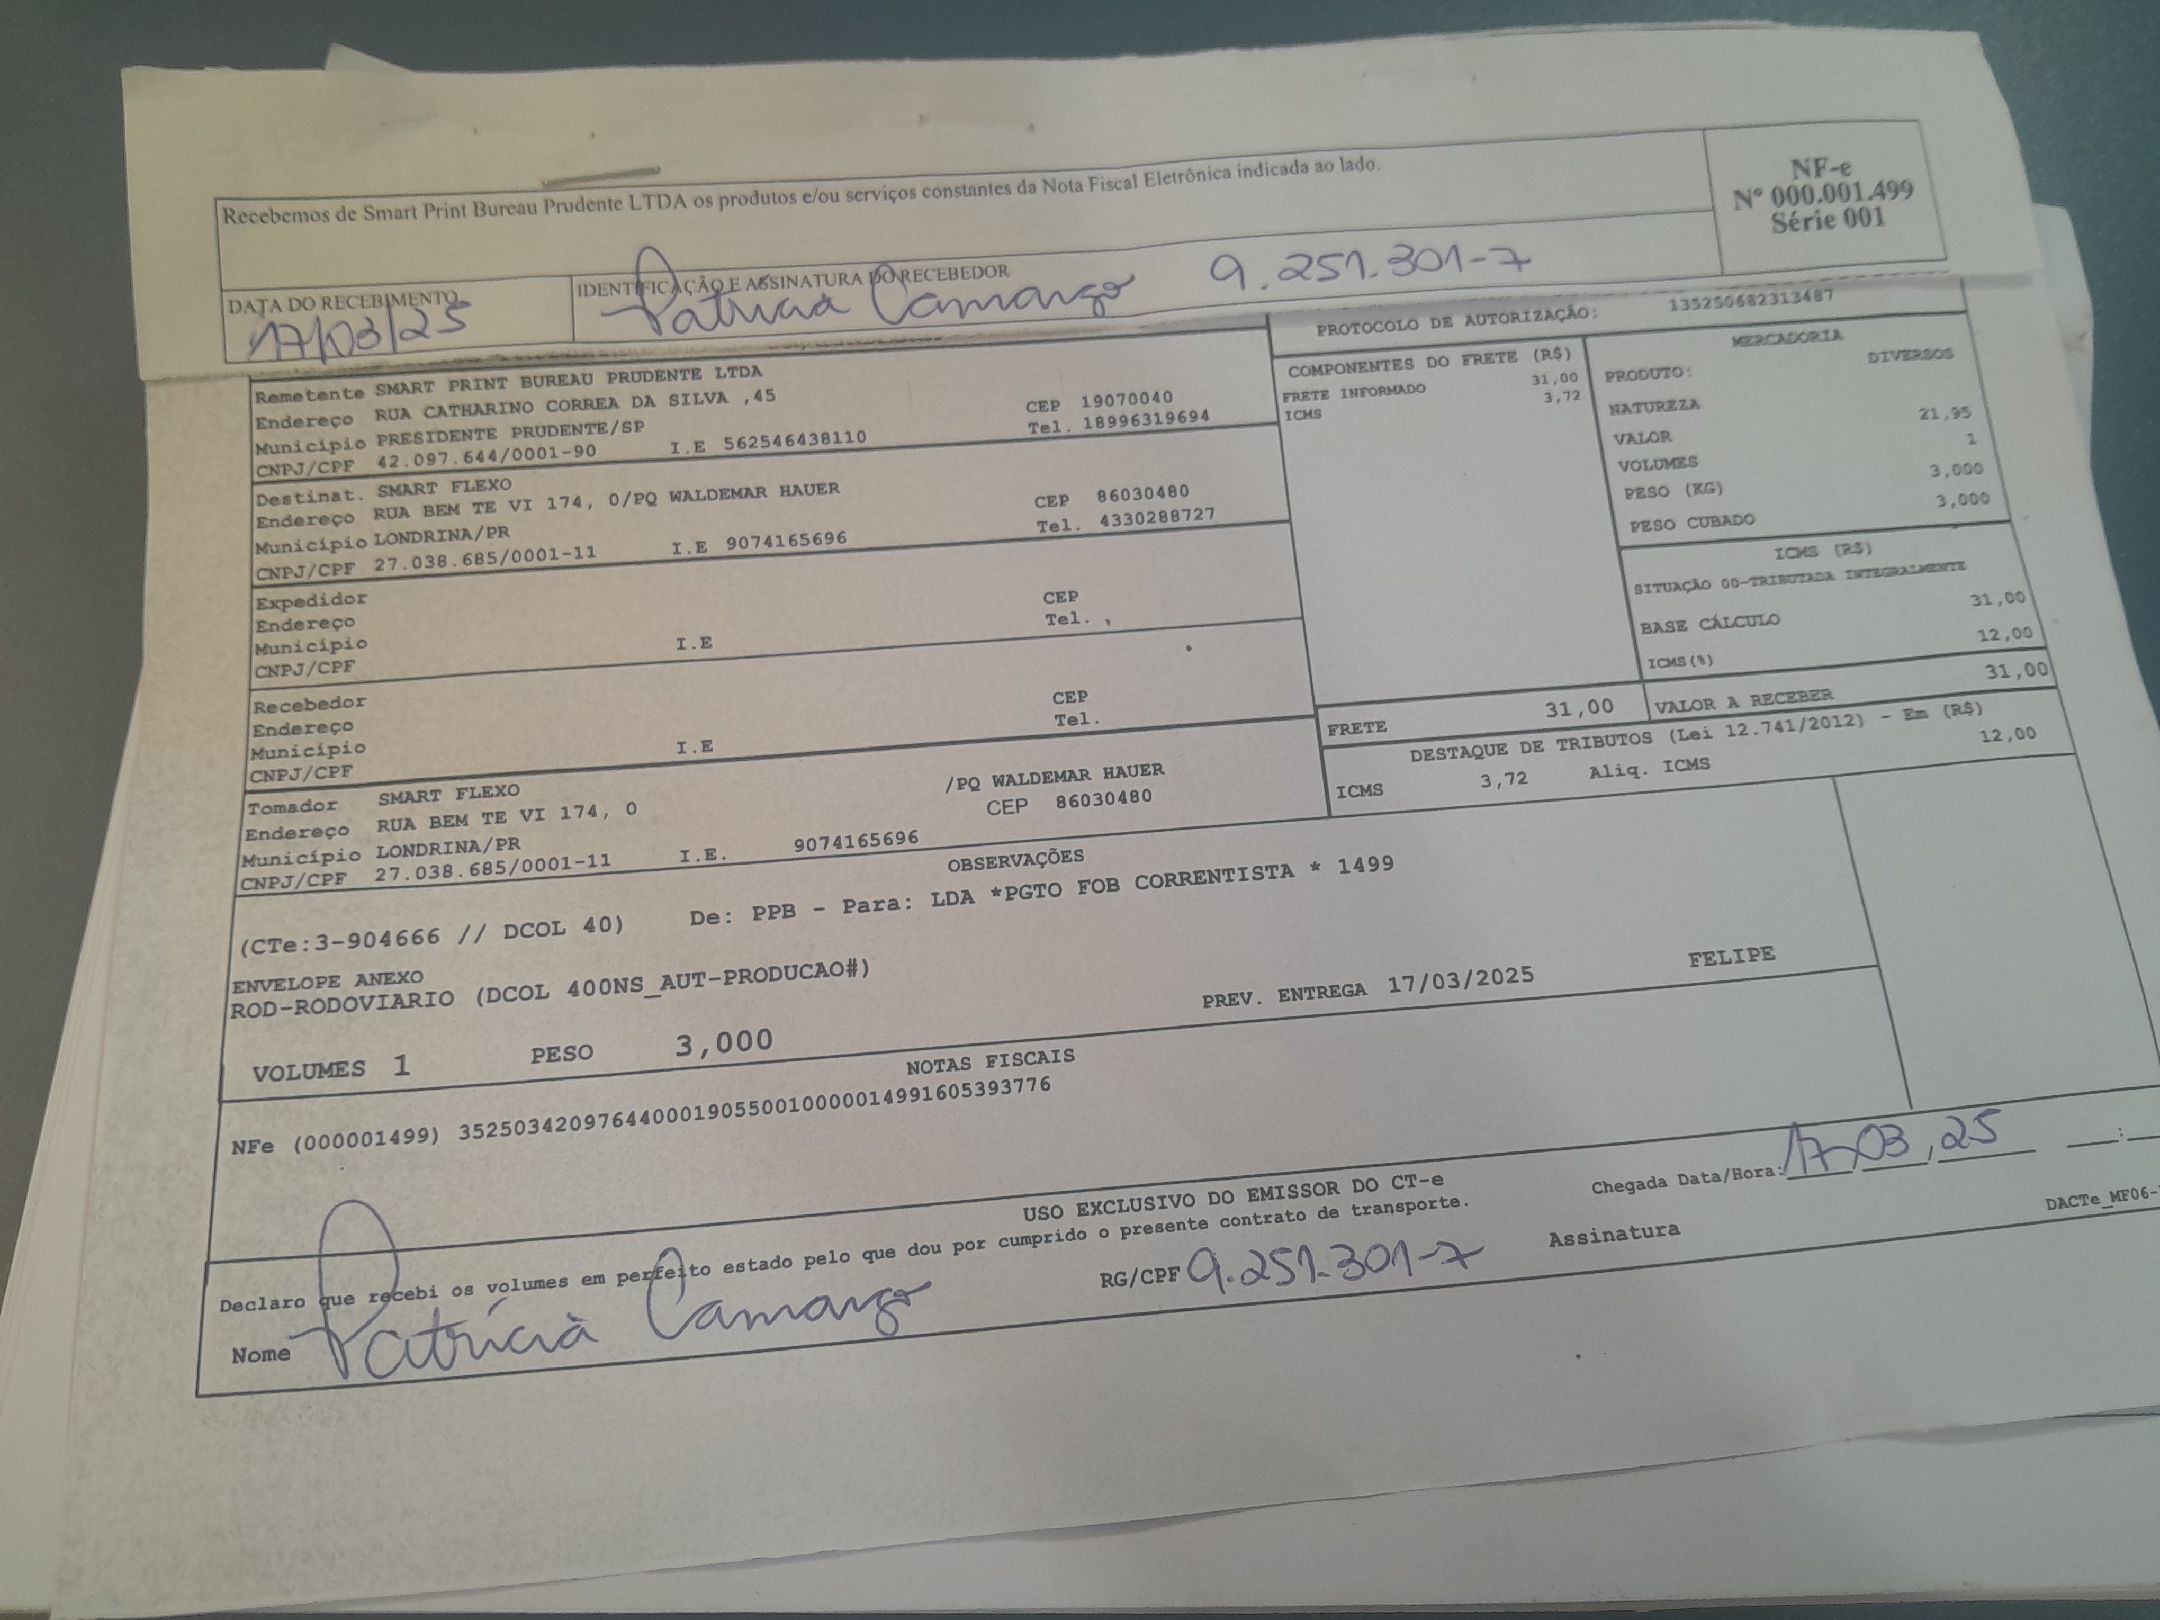 Recebemos de Smart Print Bureau Prudente LTDA os produtos e/ou serviços constantes da Nota Fiscal Eletrônica indicada ao lado.
NF-e
Nº 000.001.499
Série 001
DATA DO RECEBIMENTO
17/03/25
IDENTIFICAÇÃO E ASSINATURA DO RECEBEDOR
Patricia Camargo 9.251.301-7
PROTOCOLO DE AUTORIZAÇÃO: 135250682313487
Remetente SMART PRINT BUREAU PRUDENTE LTDA
Endereço RUA CATHARINO CORREA DA SILVA ,45 CEP 19070040
Município PRESIDENTE PRUDENTE/SP Tel. 18996319694
CNPJ/CPF 42.097.644/0001-90 I.E 562546438110
Destinat. SMART FLEXO
Endereço RUA BEM TE VI 174, 0/PQ WALDEMAR HAUER CEP 86030480
Município LONDRINA/PR Tel. 4330288727
CNPJ/CPF 27.038.685/0001-11 I.E 9074165696
Expedidor
Endereço CEP
Município I.E Tel.
CNPJ/CPF
Recebedor
Endereço CEP
Município I.E Tel.
CNPJ/CPF
Tomador SMART FLEXO
Endereço RUA BEM TE VI 174, 0 /PQ WALDEMAR HAUER
Município LONDRINA/PR CEP 86030480
CNPJ/CPF 27.038.685/0001-11 I.E. 9074165696
COMPONENTES DO FRETE (R$)
FRETE INFORMADO 31,00
ICMS 3,72
MERCADORIA
PRODUTO: DIVERSOS
NATUREZA
VALOR 21,95
VOLUMES 1
PESO (KG) 3,000
PESO CUBADO 3,000
ICMS (R$)
SITUAÇÃO 00-TRIBUTADA INTEGRALMENTE
BASE CÁLCULO 31,00
ICMS(%) 12,00
FRETE 31,00 VALOR A RECEBER 31,00
DESTAQUE DE TRIBUTOS (Lei 12.741/2012) - Em (R$)
ICMS 3,72 Aliq. ICMS 12,00
OBSERVAÇÕES
(CTe:3-904666 // DCOL 40) De: PPB - Para: LDA *PGTO FOB CORRENTISTA * 1499
ENVELOPE ANEXO
ROD-RODOVIARIO (DCOL 400NS_AUT-PRODUCAO#)
PREV. ENTREGA 17/03/2025 FELIPE
VOLUMES 1 PESO 3,000
NOTAS FISCAIS
NFe (000001499) 35250342097644000190550010000014991605393776
USO EXCLUSIVO DO EMISSOR DO CT-e
Declaro que recebi os volumes em perfeito estado pelo que dou por cumprido o presente contrato de transporte.
Chegada Data/Hora: 17 03 25 :
Nome Patrícia Camargo RG/CPF 9.251.301-7 Assinatura
DACTe_MF06-